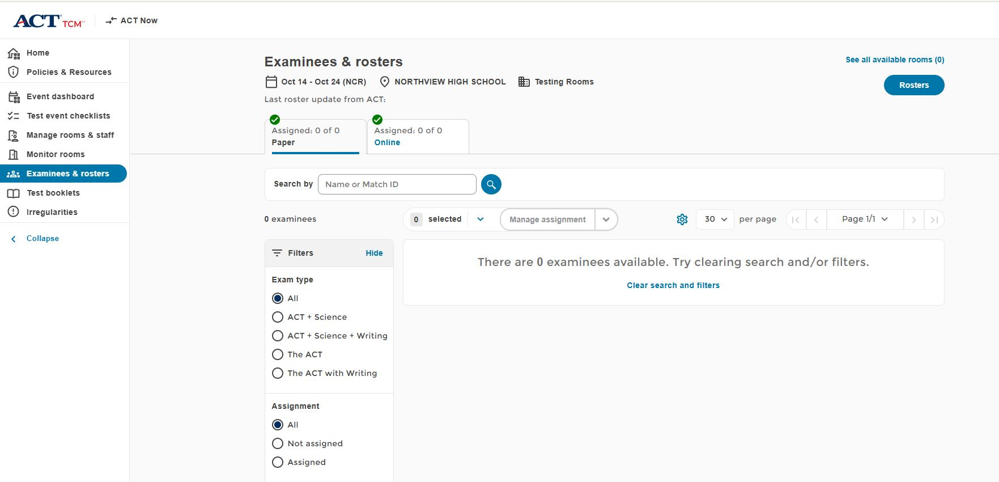 ACT® TCM™
ACT Now
Home
Policies & Resources
Event dashboard
Test event checklists
Manage rooms & staff
Monitor rooms
Examinees & rosters
Test booklets
Irregularities
Collapse
Examinees & rosters
See all available rooms (0)
Oct 14 - Oct 24 (NCR) NORTHVIEW HIGH SCHOOL Testing Rooms
Rosters
Last roster update from ACT:
Assigned: 0 of 0
Paper
Assigned: 0 of 0
Online
Search by Name or Match ID
0 examinees
0 selected
Manage assignment
30 per page
Page 1/1
Filters Hide
Exam type
All
ACT + Science
ACT + Science + Writing
The ACT
The ACT with Writing
Assignment
All
Not assigned
Assigned
There are 0 examinees available. Try clearing search and/or filters.
Clear search and filters